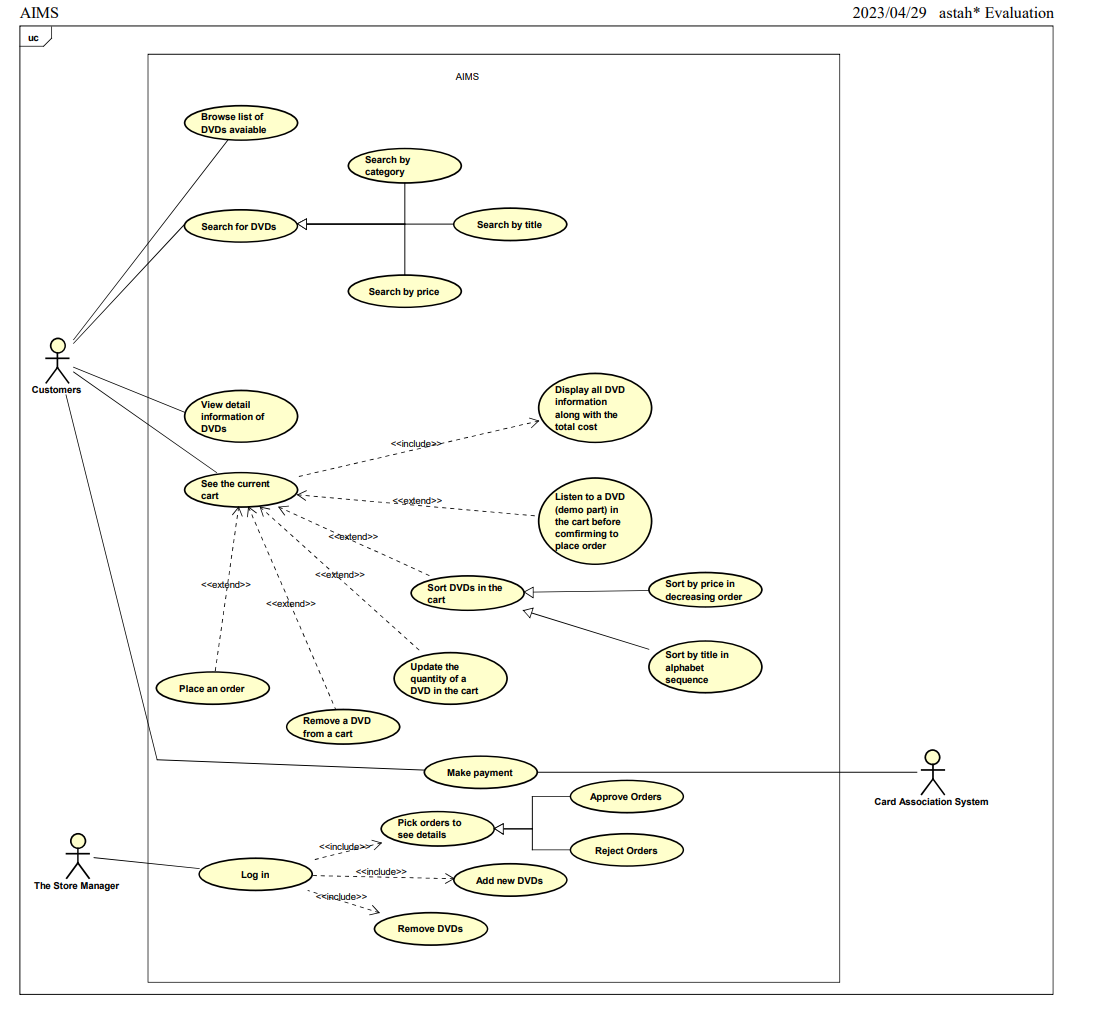 AIMS
2023/04/29 astah* Evaluation
uc
AIMS
Browse list of
DVDs avaiable
Search by
category
Search for DVDs
Search by title
Search by price
Customers
View detail
information of
DVDs
Display all DVD
information
along with the
total cost
<<include>>
See the current
cart
<<extend>>
Listen to a DVD
(demo part) in
the cart before
comfirming to
place order
<<extend>>
<<extend>>
<<extend>>
<<extend>>
Sort DVDs in the
cart
Sort by price in
decreasing order
Sort by title in
alphabet
sequence
Update the
quantity of a
DVD in the cart
Place an order
Remove a DVD
from a cart
Make payment
Card Association System
Approve Orders
Pick orders to
see details
Reject Orders
<<include>>
The Store Manager
Log in
<<include>>
Add new DVDs
<<include>>
Remove DVDs